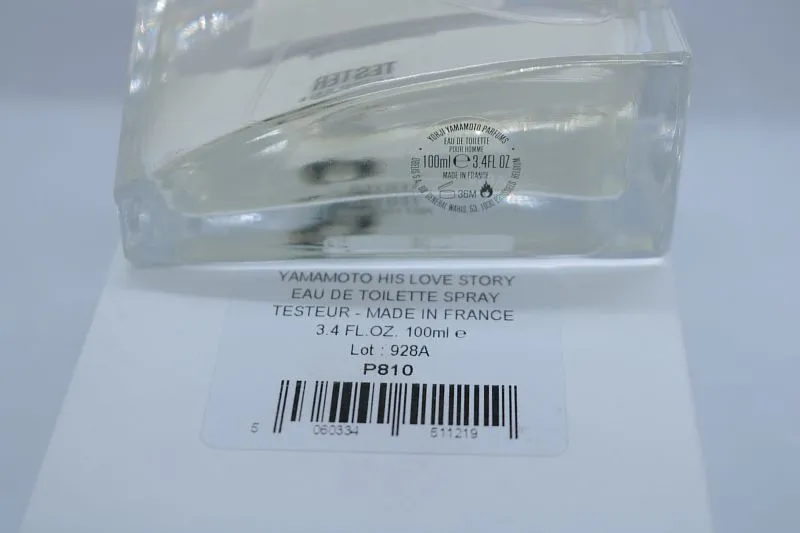 TESTER
YOHJI YAMAMOTO PARFUMS
EAU DE TOILETTE
POUR HOMME
100ml e 3.4FL.OZ
MADE IN FRANCE
36M
YAMAMOTO HIS LOVE STORY
EAU DE TOILETTE SPRAY
TESTEUR - MADE IN FRANCE
3.4 FL.OZ. 100ml e
Lot : 928A
P810
5 060334 511219